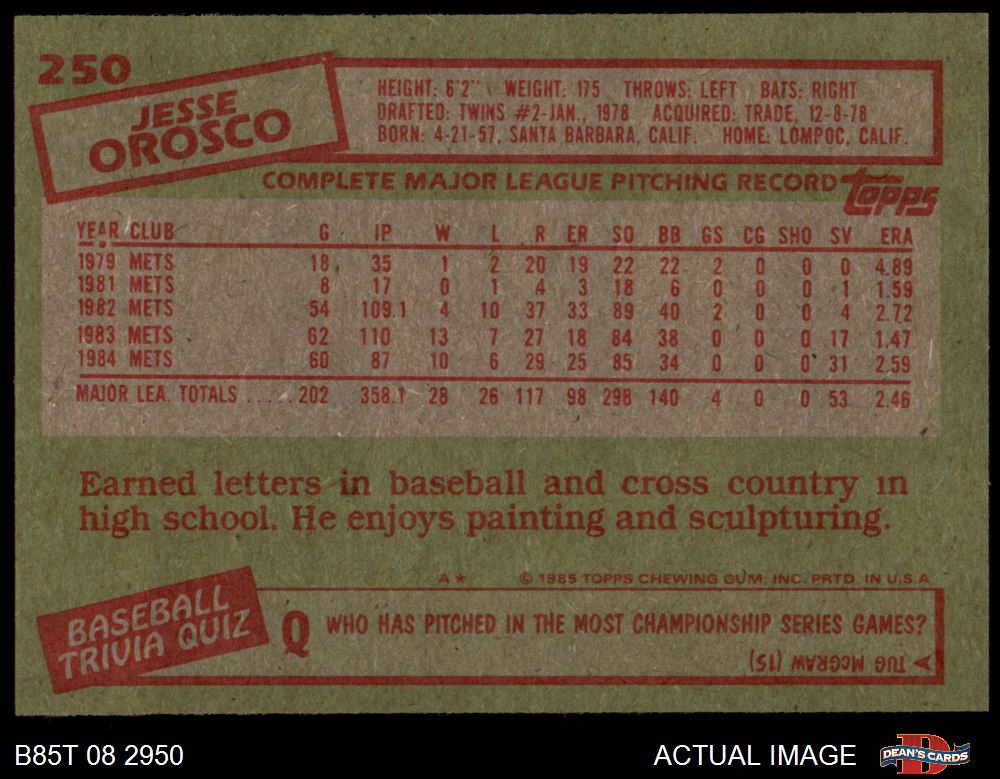 250
JESSE
OROSCO
HEIGHT: 6'2" WEIGHT: 175 THROWS: LEFT BATS: RIGHT
DRAFTED: TWINS #2-JAN., 1978 ACQUIRED: TRADE, 12-8-78
BORN: 4-21-57, SANTA BARBARA, CALIF. HOME: LOMPOC, CALIF.
COMPLETE MAJOR LEAGUE PITCHING RECORD topps
YEAR CLUB G IP W L R ER SO BB GS CG SHO SV ERA
1979 METS 18 35 1 2 20 19 22 22 2 0 0 0 4.89
1981 METS 8 17 0 1 4 3 18 6 0 0 0 1 1.59
1982 METS 54 109.1 4 10 37 33 89 40 2 0 0 4 2.72
1983 METS 62 110 13 7 27 18 84 38 0 0 0 17 1.47
1984 METS 60 87 10 6 29 25 85 34 0 0 0 31 2.59
MAJOR LEA. TOTALS ..... 202 358.1 28 26 117 98 298 140 4 0 0 53 2.46
Earned letters in baseball and cross country in
high school. He enjoys painting and sculpturing.
A* © 1985 TOPPS CHEWING GUM, INC. PRTD. IN U.S.A.
BASEBALL
TRIVIA QUIZ
Q WHO HAS PITCHED IN THE MOST CHAMPIONSHIP SERIES GAMES?
TUG McGRAW (15)
B85T 08 2950
ACTUAL IMAGE
D DEAN'S CARDS